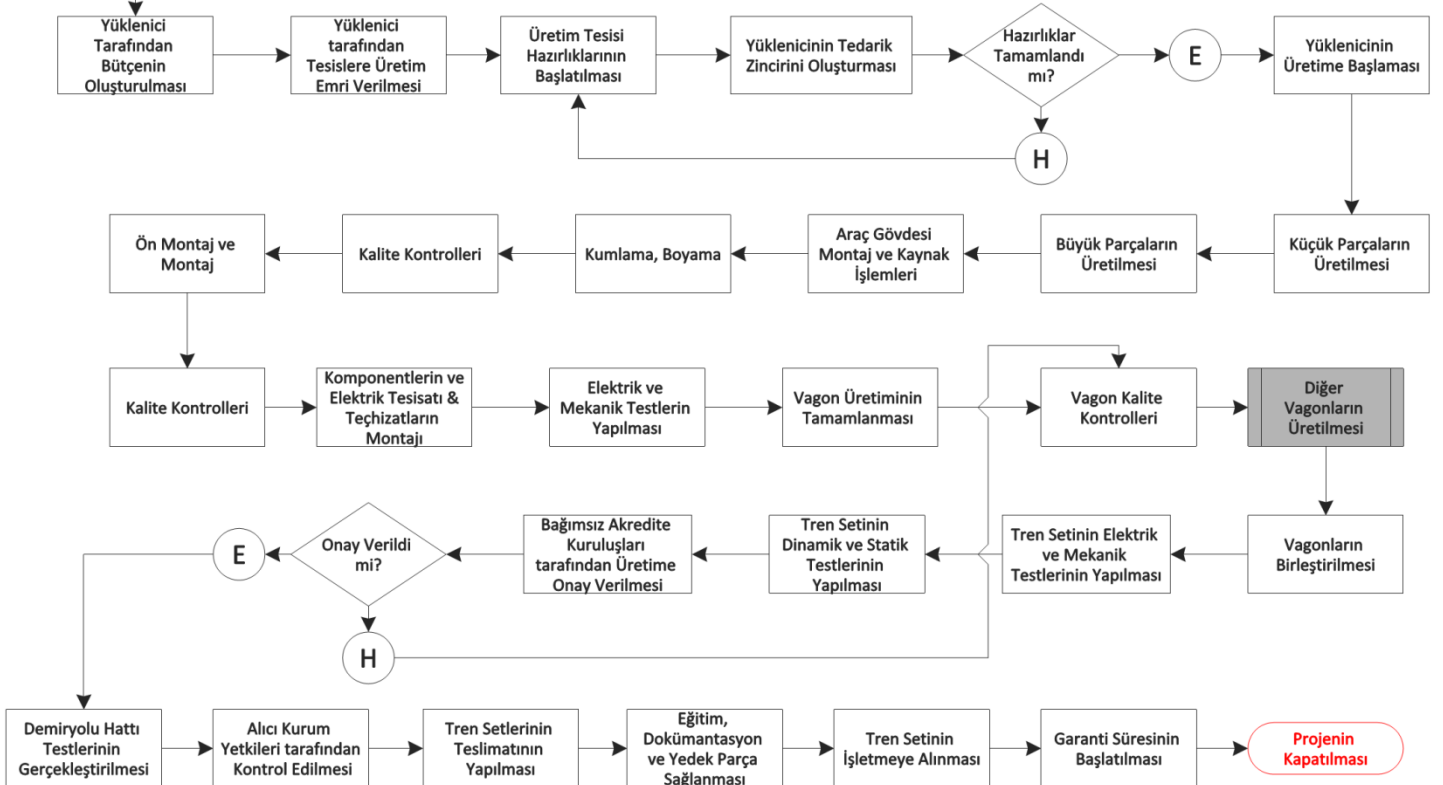 Yüklenici
Tarafından
Bütçenin
Oluşturulması
Yüklenici
tarafından
Tesislere Üretim
Emri Verilmesi
Üretim Tesisi
Hazırlıklarının
Başlatılması
Yüklenicinin Tedarik
Zincirini Oluşturması
Hazırlıklar
Tamamlandı
mı?
E
Yüklenicinin
Üretime Başlaması
H
Ön Montaj ve
Montaj
Kalite Kontrolleri
Kumlama, Boyama
Araç Gövdesi
Montaj ve Kaynak
İşlemleri
Büyük Parçaların
Üretilmesi
Küçük Parçaların
Üretilmesi
Kalite Kontrolleri
Komponentlerin ve
Elektrik Tesisatı &
Teçhizatların
Montajı
Elektrik ve
Mekanik Testlerin
Yapılması
Vagon Üretiminin
Tamamlanması
Vagon Kalite
Kontrolleri
Diğer
Vagonların
Üretilmesi
E
Onay Verildi
mi?
Bağımsız Akredite
Kuruluşları
tarafından Üretime
Onay Verilmesi
Tren Setinin
Dinamik ve Statik
Testlerinin
Yapılması
Tren Setinin Elektrik
ve Mekanik
Testlerinin Yapılması
Vagonların
Birleştirilmesi
H
Demiryolu Hattı
Testlerinin
Gerçekleştirilmesi
Alıcı Kurum
Yetkileri tarafından
Kontrol Edilmesi
Tren Setlerinin
Teslimatının
Yapılması
Eğitim,
Dokümantasyon
ve Yedek Parça
Sağlanması
Tren Setinin
İşletmeye Alınması
Garanti Süresinin
Başlatılması
Projenin
Kapatılması